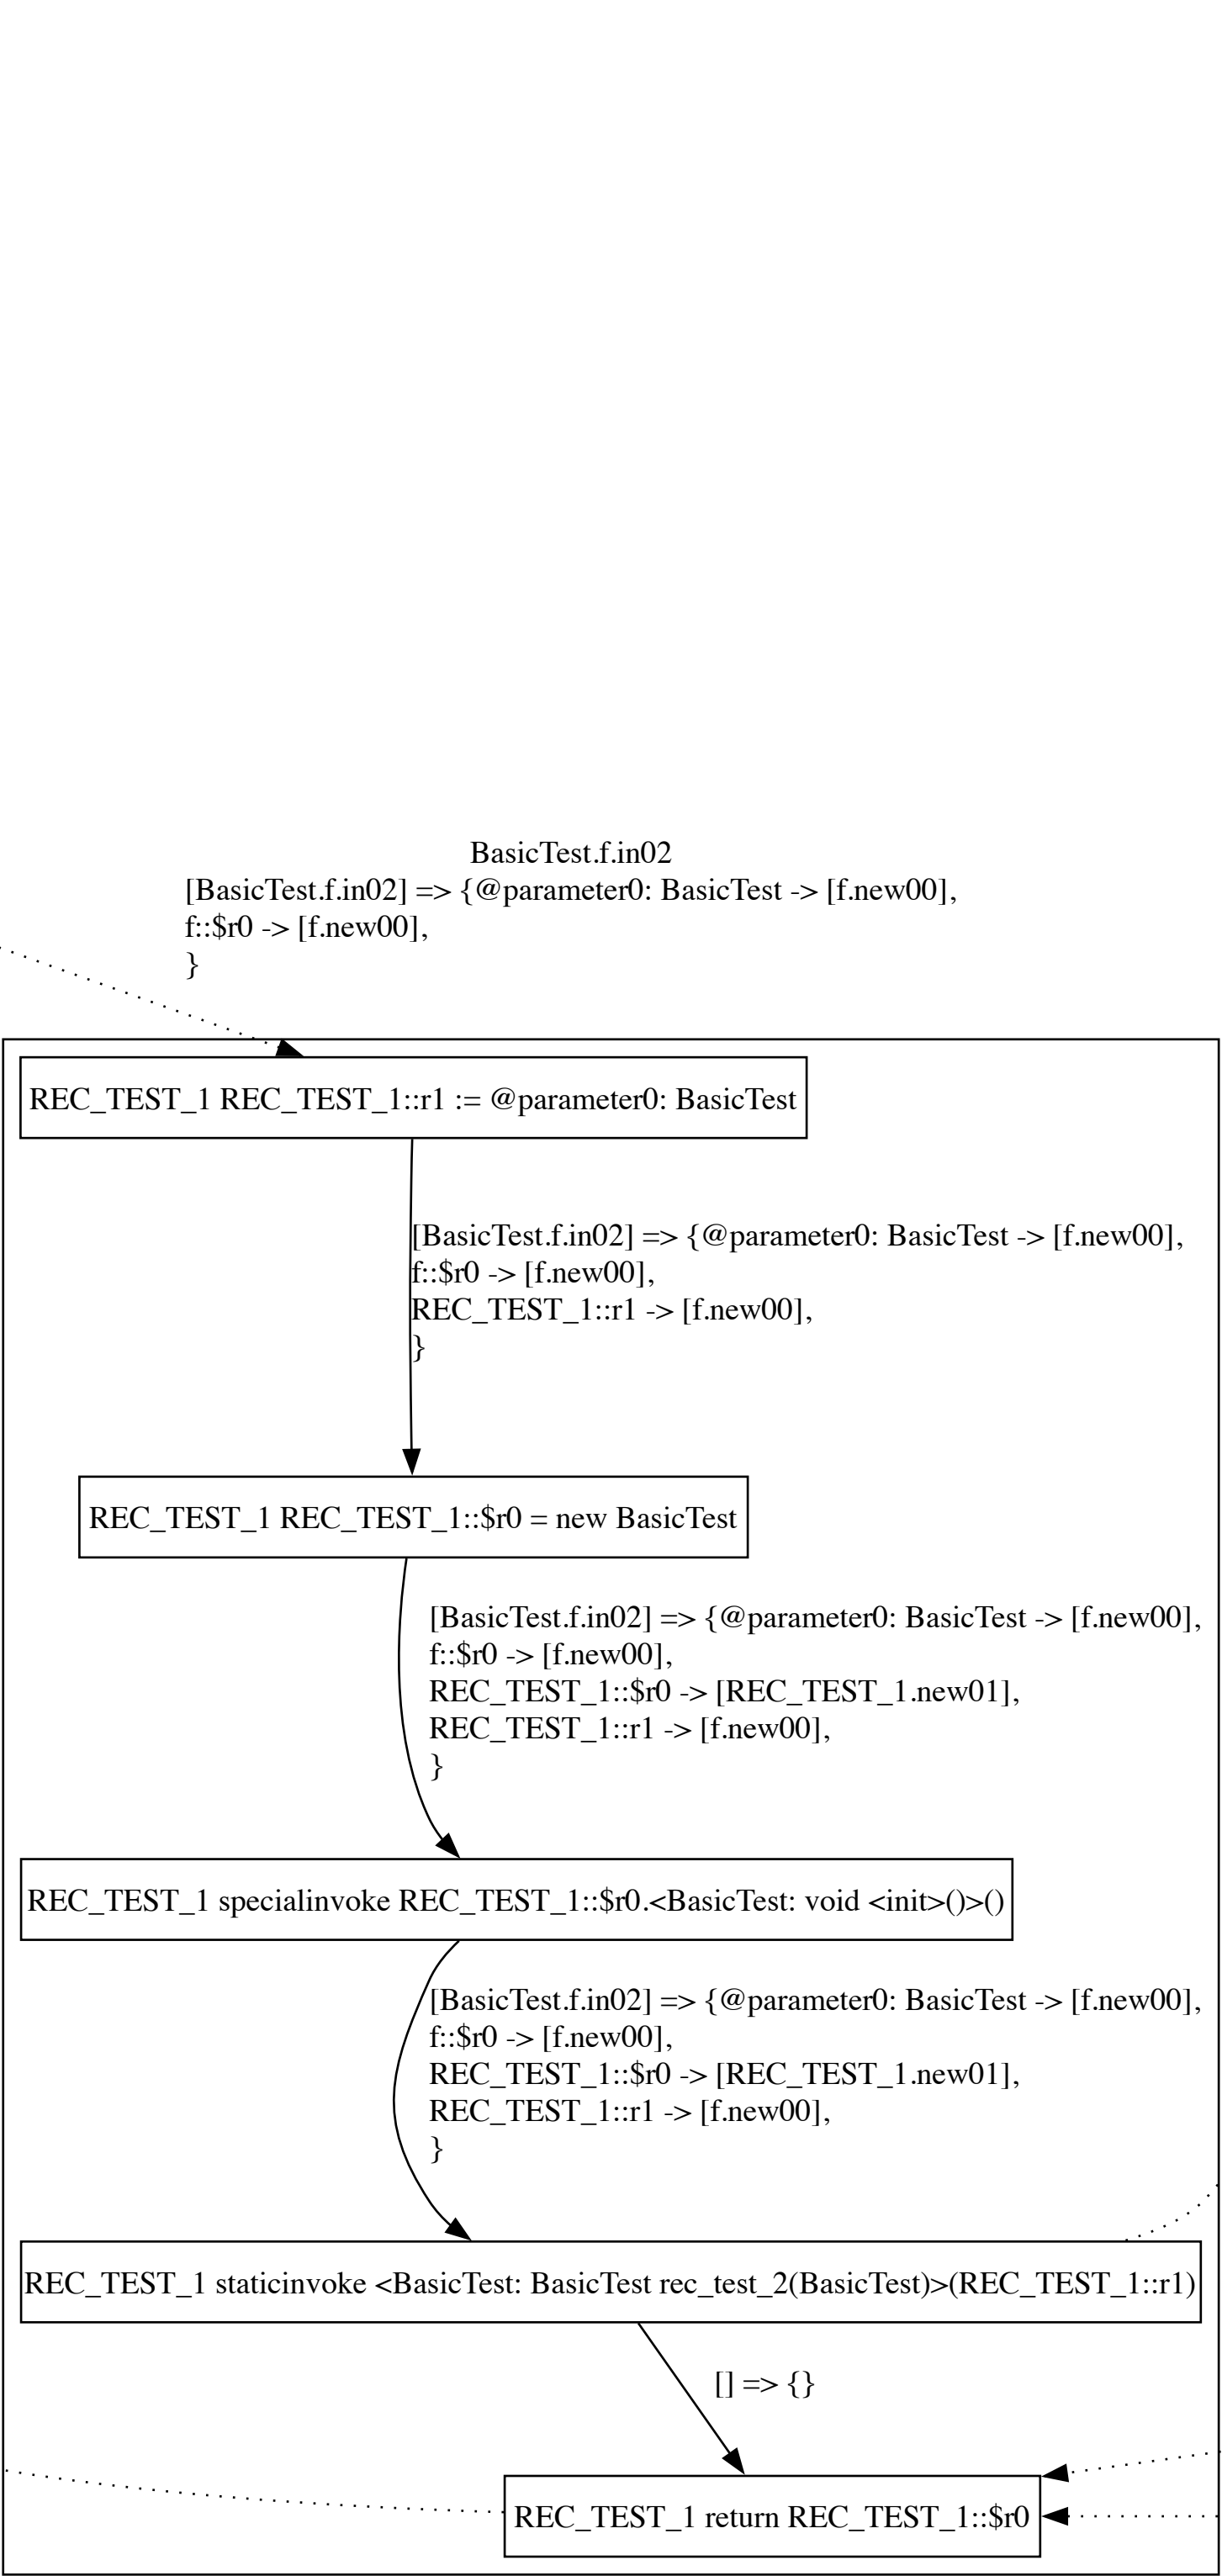 BasicTest.f.in02
[BasicTest.f.in02] => {@parameter0: BasicTest -> [f.new00],
f::$r0 -> [f.new00],
}
REC_TEST_1 REC_TEST_1::r1 := @parameter0: BasicTest
[BasicTest.f.in02] => {@parameter0: BasicTest -> [f.new00],
f::$r0 -> [f.new00],
REC_TEST_1::r1 -> [f.new00],
}
REC_TEST_1 REC_TEST_1::$r0 = new BasicTest
[BasicTest.f.in02] => {@parameter0: BasicTest -> [f.new00],
f::$r0 -> [f.new00],
REC_TEST_1::$r0 -> [REC_TEST_1.new01],
REC_TEST_1::r1 -> [f.new00],
}
REC_TEST_1 specialinvoke REC_TEST_1::$r0.<BasicTest: void <init>()>()
[BasicTest.f.in02] => {@parameter0: BasicTest -> [f.new00],
f::$r0 -> [f.new00],
REC_TEST_1::$r0 -> [REC_TEST_1.new01],
REC_TEST_1::r1 -> [f.new00],
}
REC_TEST_1 staticinvoke <BasicTest: BasicTest rec_test_2(BasicTest)>(REC_TEST_1::r1)
[] => {}
REC_TEST_1 return REC_TEST_1::$r0